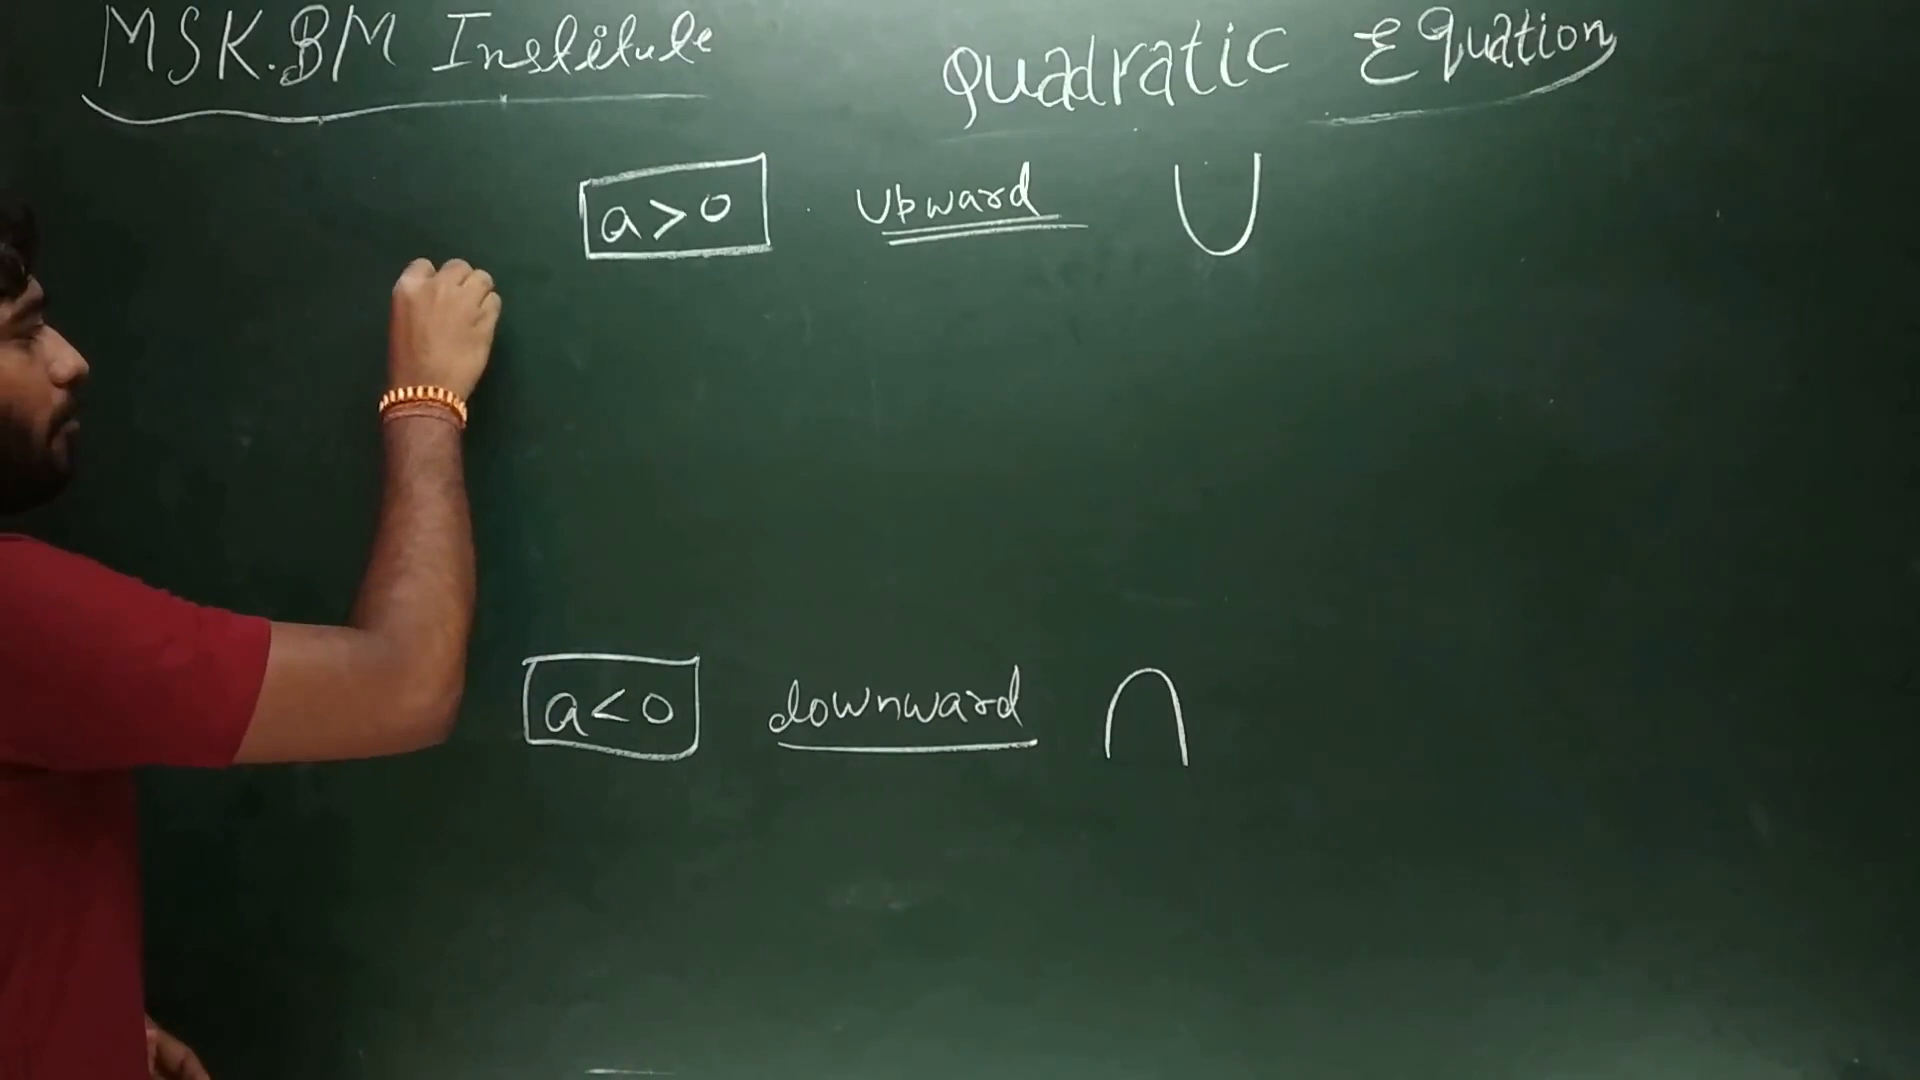 MSK.BM Institute
Quadratic Equation
a > 0 Upward
a < 0 downward